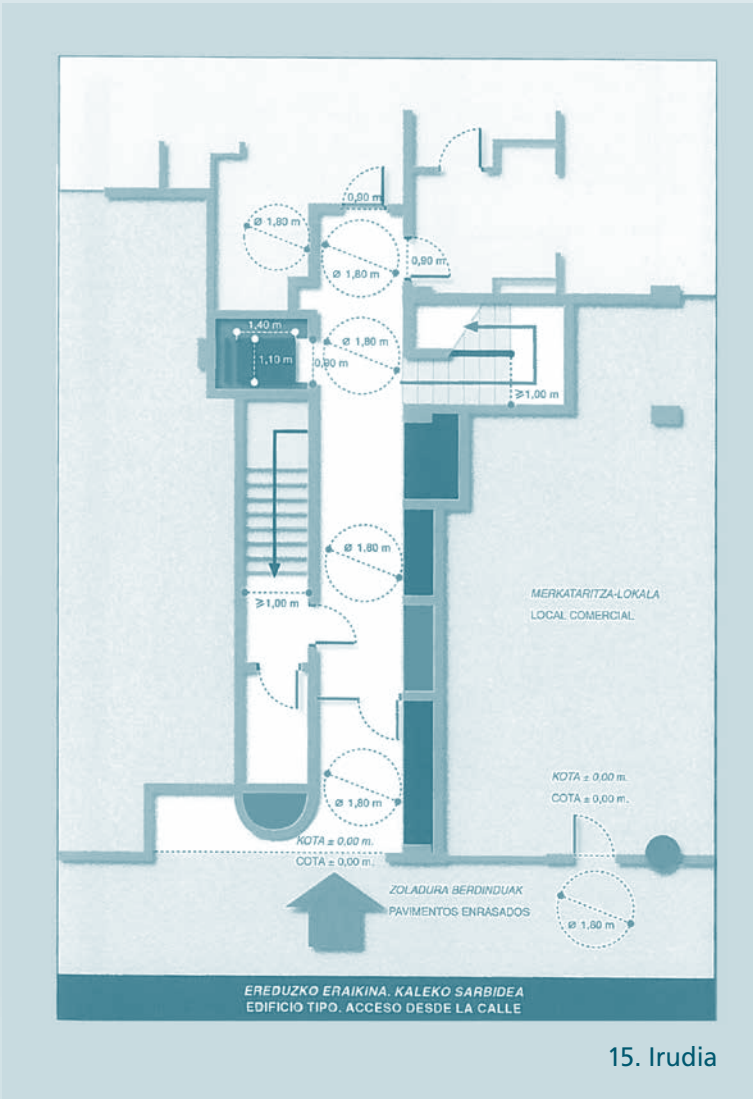 0,90 m
Ø 1,80 m
0,90 m.
Ø 1,80 m
1,40 m
Ø 1,80 m
1,10 m
0,90 m
≥1,00 m
Ø 1,80 m
≥1,00 m
MERKATARITZA-LOKALA
LOCAL COMERCIAL
KOTA ± 0,00 m.
COTA ± 0,00 m.
Ø 1,80 m
KOTA ± 0,00 m.
COTA ± 0,00 m.
ZOLADURA BERDINDUAK
PAVIMENTOS ENRASADOS
Ø 1,80 m
EREDUZKO ERAIKINA. KALEKO SARBIDEA
EDIFICIO TIPO. ACCESO DESDE LA CALLE
15. Irudia